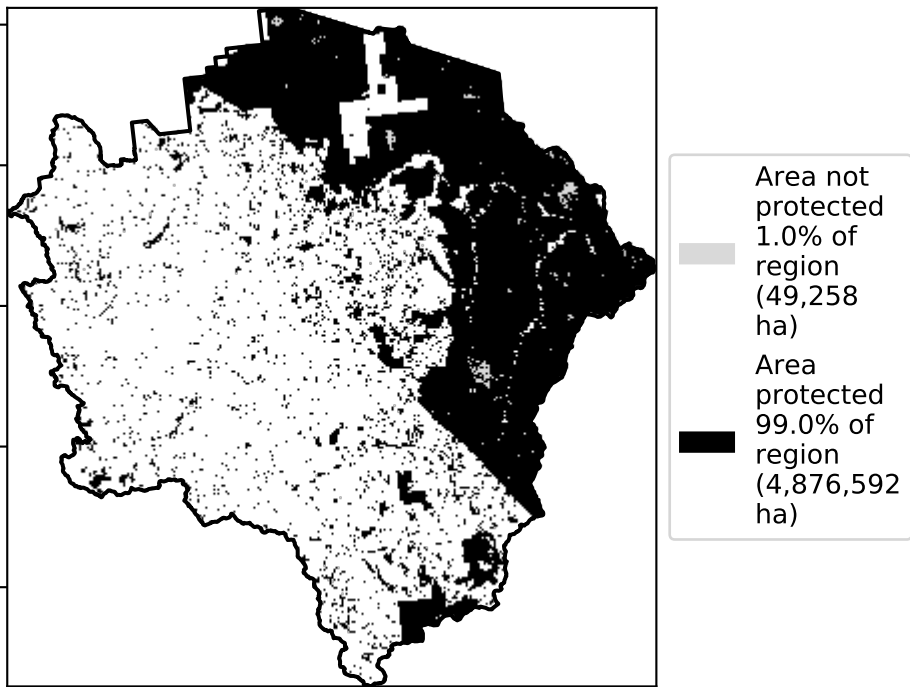 Area not
protected
1.0% of
region
(49,258
ha)
Area
protected
99.0% of
region
(4,876,592
ha)